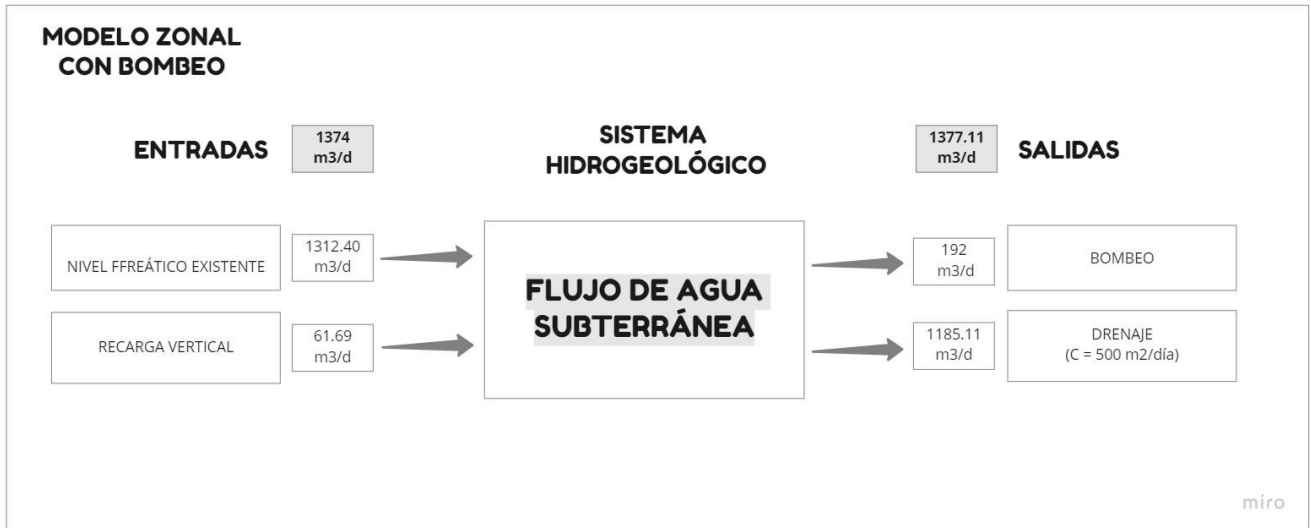 MODELO ZONAL
CON BOMBEO
ENTRADAS
1374
m3/d
SISTEMA
HIDROGEOLÓGICO
1377.11
m3/d
SALIDAS
NIVEL FFREÁTICO EXISTENTE
1312.40
m3/d
FLUJO DE AGUA
SUBTERRÁNEA
192
m3/d
BOMBEO
RECARGA VERTICAL
61.69
m3/d
1185.11
m3/d
DRENAJE
(C = 500 m2/día)
miro